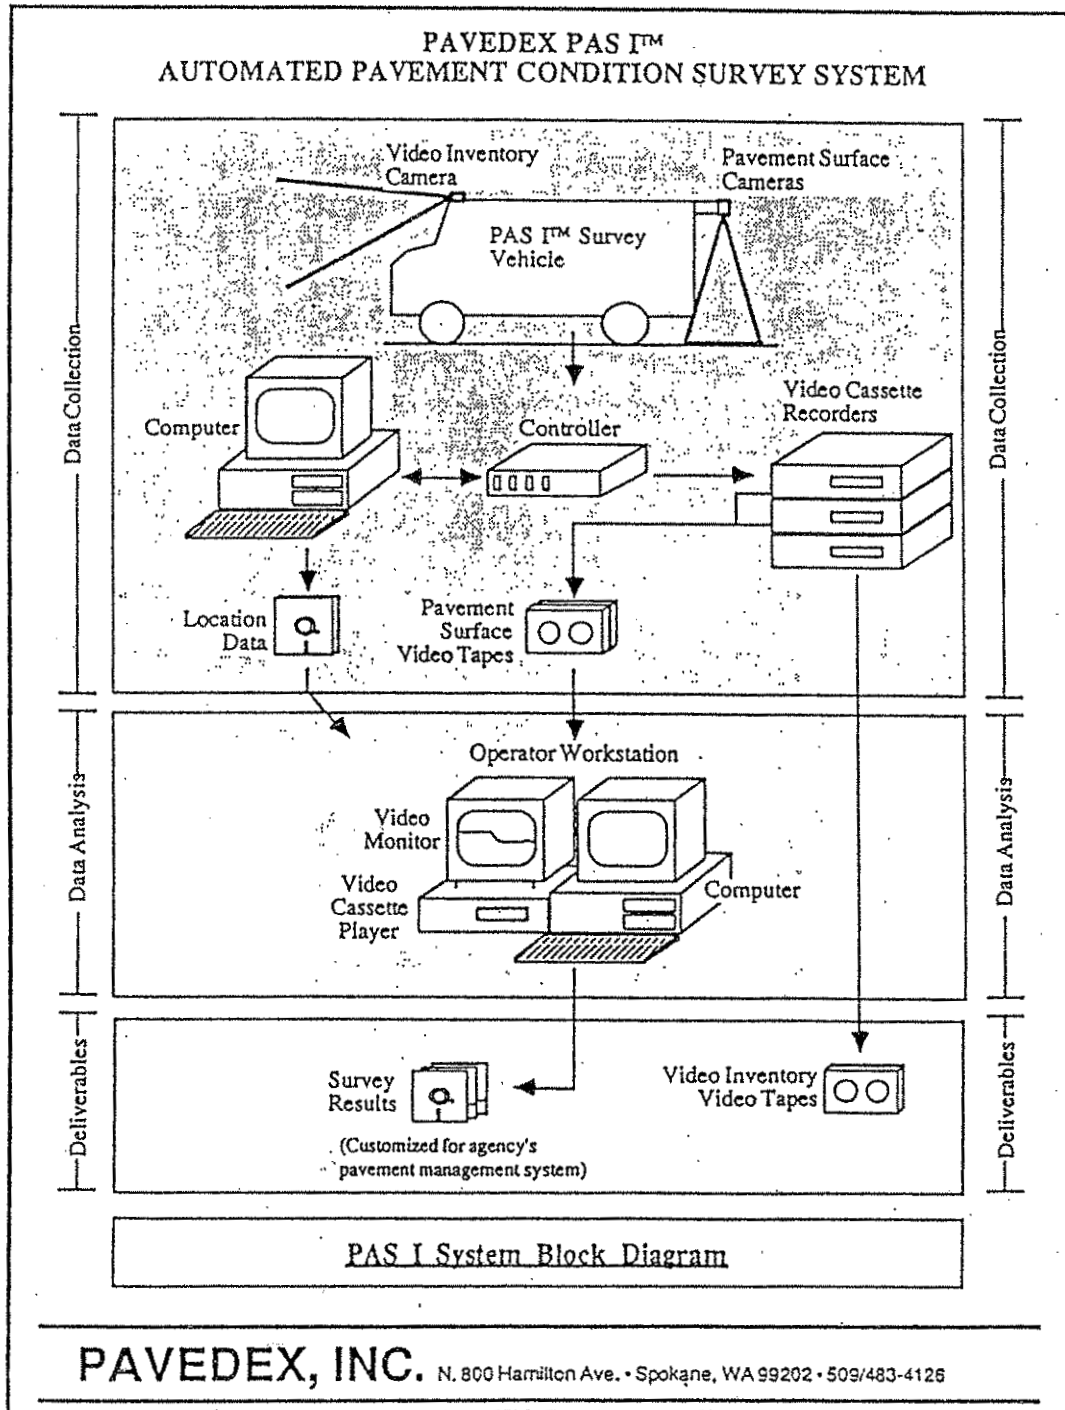 PAVEDEX PAS I™
AUTOMATED PAVEMENT CONDITION SURVEY SYSTEM
Video Inventory
Camera
Pavement Surface
Cameras
PAS I™ Survey
Vehicle
Data Collection
Data Collection
Computer
Controller
Video Cassette
Recorders
Location
Data
Pavement
Surface
Video Tapes
Data Analysis
Data Analysis
Operator Workstation
Video
Monitor
Video
Cassette
Player
Computer
Deliverables
Deliverables
Survey
Results
(Customized for agency's
pavement management system)
Video Inventory
Video Tapes
PAS I System Block Diagram
PAVEDEX, INC. N. 800 Hamilton Ave. • Spokane, WA 99202 • 509/483-4126